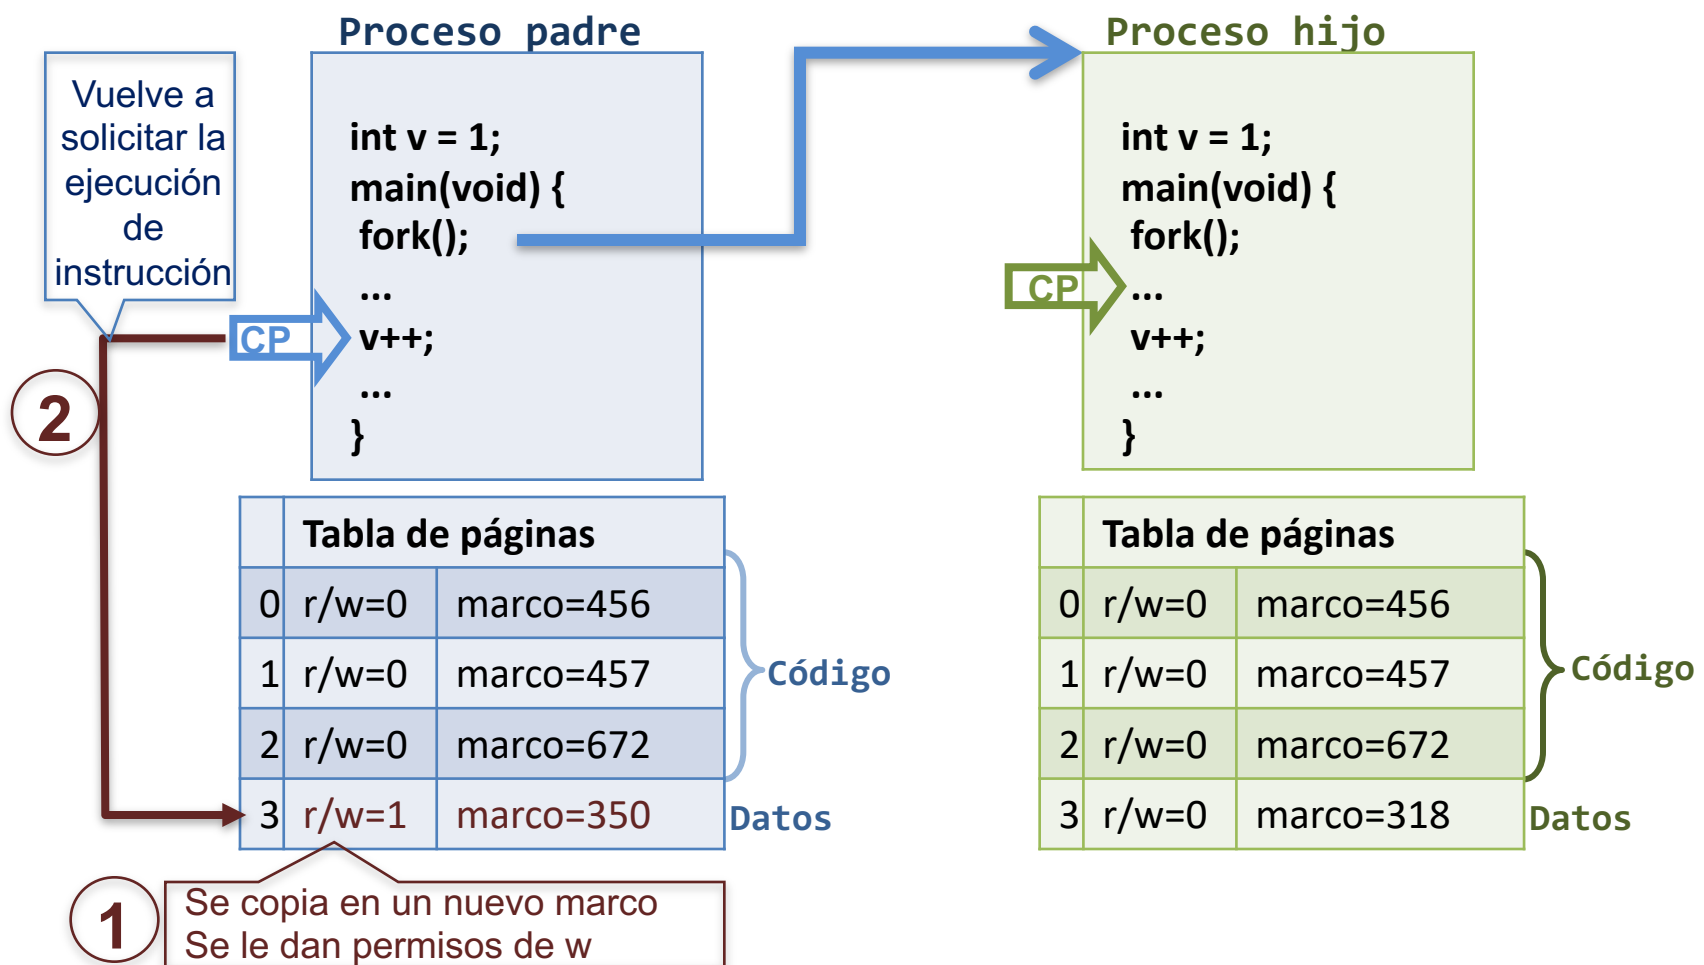 Proceso padre
Vuelve a
solicitar la
ejecución
de
instrucción
int v = 1;
main(void) {
fork();
...
CP
v++;
...
}
2
Tabla de páginas
0 r/w=0 marco=456
1 r/w=0 marco=457
2 r/w=0 marco=672
3 r/w=1 marco=350
Código
Datos
1
Se copia en un nuevo marco
Se le dan permisos de w
Proceso hijo
int v = 1;
main(void) {
fork();
CP
...
v++;
...
}
Tabla de páginas
0 r/w=0 marco=456
1 r/w=0 marco=457
2 r/w=0 marco=672
3 r/w=0 marco=318
Código
Datos